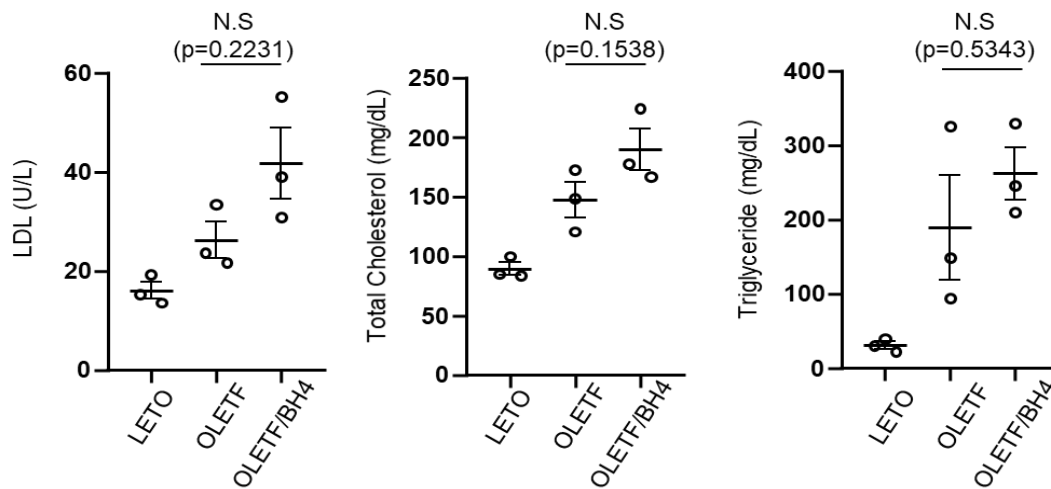 N.S
(p=0.2231)
LDL (U/L)
60
40
20
0
LETO
OLETF
OLETF/BH4
N.S
(p=0.1538)
Total Cholesterol (mg/dL)
250
200
150
100
50
0
LETO
OLETF
OLETF/BH4
N.S
(p=0.5343)
Triglyceride (mg/dL)
400
300
200
100
0
LETO
OLETF
OLETF/BH4